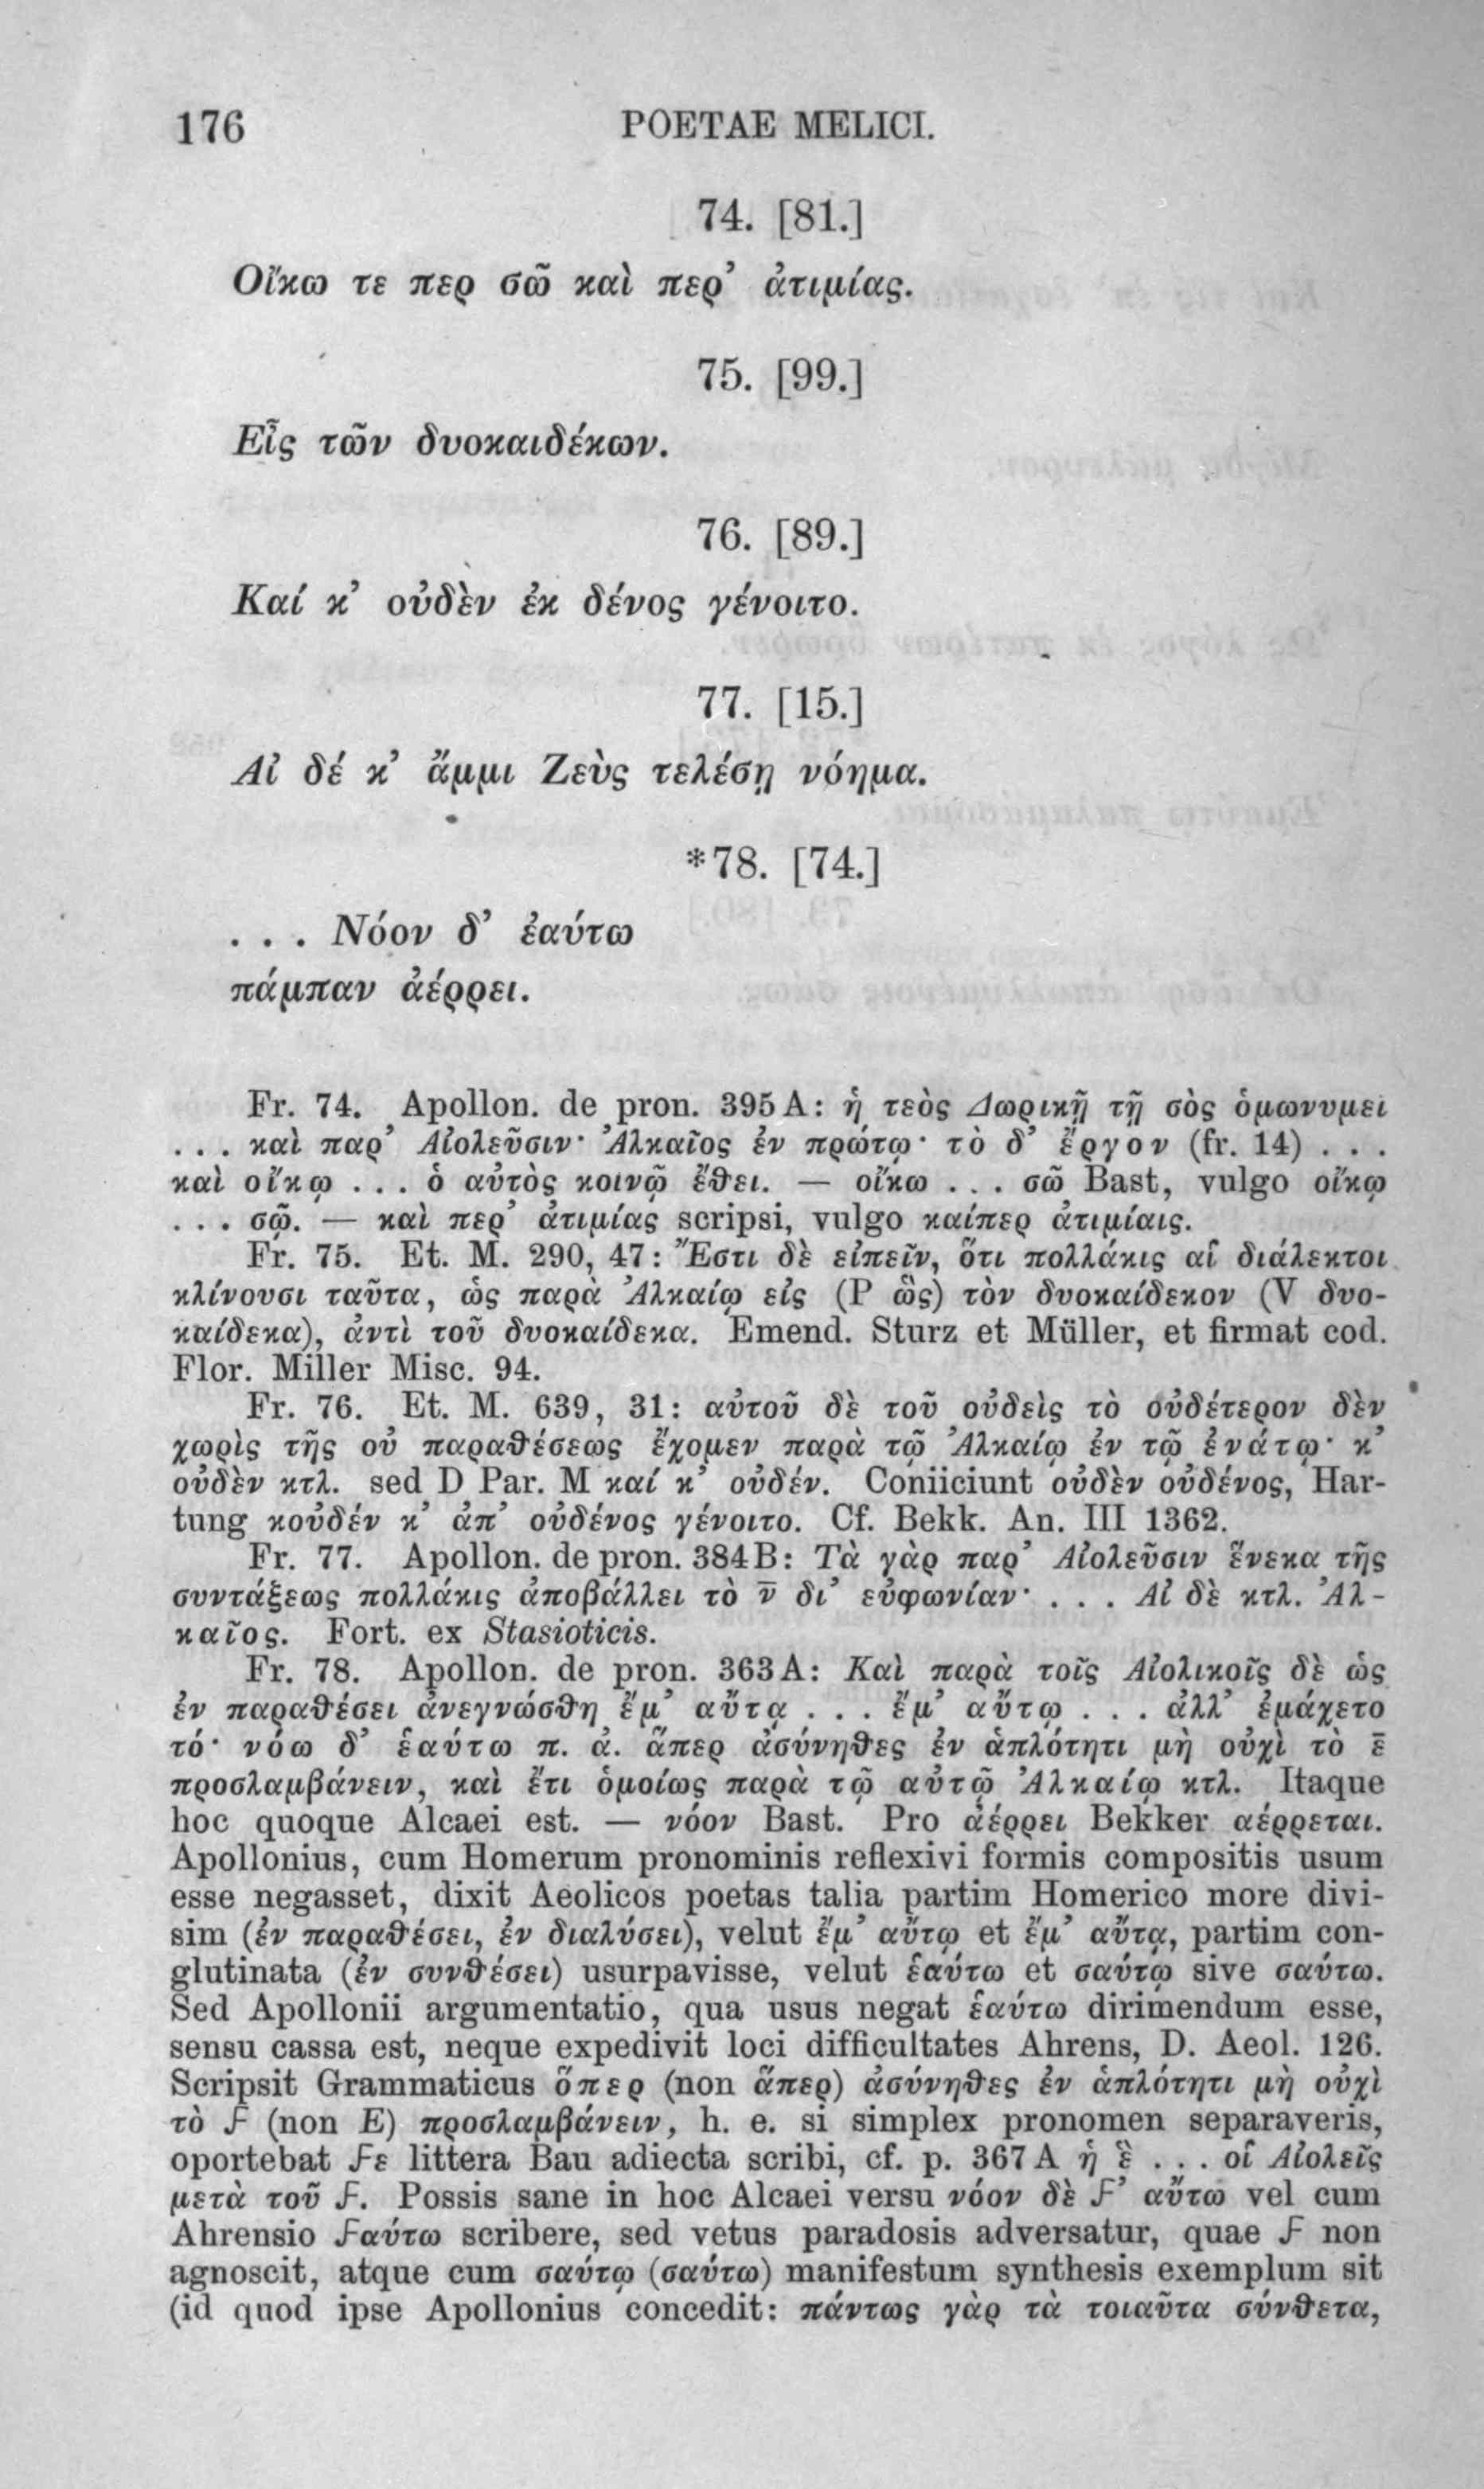 176
POETAE MELICI.
74. [81.]
Οἴκω τε περ σῶ καὶ περ’ ἀτιμίας.
75. [99.]
Εἶς τῶν δυοκαιδέκων.
76. [89.]
Καί κ’ οὐδὲν ἐκ δένος γένοιτο.
77. [15.]
Αἰ δέ κ’ ἄμμι Ζεὺς τελέσῃ νόημα.
*78. [74.]
. . . Νόον δ’ ἐαύτω
πάμπαν ἀέρρει.
Fr. 74. Apollon. de pron. 395 A: ἡ τεὸς Δωρικῇ τῇ σὸς ὁμωνυμεῖ
. . . καὶ παρ’ Αἰολεῦσιν· Ἀλκαῖος ἐν πρώτῳ· τὸ δ’ ἔργον (fr. 14) . . .
καὶ οἴκῳ . . . ὁ αὐτὸς κοινῷ ἔθει. — οἴκω . . . σῶ Bast, vulgo οἴκῳ
. . . σῷ. — καὶ περ’ ἀτιμίας scripsi, vulgo καίπερ ἀτιμίαις.
Fr. 75. Et. M. 290, 47: Ἔστι δὲ εἰπεῖν, ὅτι πολλάκις αἱ διάλεκτοι
κλίνουσι ταῦτα, ὡς παρὰ Ἀλκαίῳ εἰς (P ὣς) τὸν δυοκαίδεκον (V δυο-
καίδεκα), ἀντὶ τοῦ δυοκαίδεκα. Emend. Sturz et Müller, et firmat cod.
Flor. Miller Misc. 94.
Fr. 76. Et. M. 639, 31: αὐτοῦ δὲ τοῦ οὐδεὶς τὸ οὐδέτερον δὲν
χωρὶς τῆς οὐ παραθέσεως ἔχομεν παρὰ τῷ Ἀλκαίῳ ἐν τῷ ἐνάτῳ· κ’
οὐδὲν κτλ. sed D Par. M καί κ’ οὐδέν. Coniiciunt οὐδὲν οὐδένος, Har-
tung κοὐδέν κ’ ἀπ’ οὐδένος γένοιτο. Cf. Bekk. An. III 1362.
Fr. 77. Apollon. de pron. 384 B: Τὰ γὰρ παρ’ Αἰολεῦσιν ἕνεκα τῆς
συντάξεως πολλάκις ἀποβάλλει τὸ ν̄ δι’ εὐφωνίαν· . . . Αἰ δὲ κτλ. Ἀλ-
καῖος. Fort. ex Stasioticis.
Fr. 78. Apollon. de pron. 363 A: Καὶ παρὰ τοῖς Αἰολικοῖς δὲ ὡς
ἐν παραθέσει ἀνεγνώσθη ἔμ’ αὔτᾳ . . . ἔμ’ αὔτῳ . . . ἀλλ’ ἐμάχετο
τό· νόω δ’ ἑαύτω π. ἀ. ἅπερ ἀσύνηθες ἐν ἁπλότητι μὴ οὐχὶ τὸ ε̄
προσλαμβάνειν, καὶ ἔτι ὁμοίως παρὰ τῷ αὐτῷ Ἀλκαίῳ κτλ. Itaque
hoc quoque Alcaei est. — νόον Bast. Pro ἀέρρει Bekker αέρρεται.
Apollonius, cum Homerum pronominis reflexivi formis compositis usum
esse negasset, dixit Aeolicos poetas talia partim Homerico more divi-
sim (ἐν παραθέσει, ἐν διαλύσει), velut ἔμ’ αὔτῳ et ἔμ’ αὔτᾳ, partim con-
glutinata (ἐν συνθέσει) usurpavisse, velut ἑαύτω et σαύτῳ sive σαύτω.
Sed Apollonii argumentatio, qua usus negat ἑαύτω dirimendum esse,
sensu cassa est, neque expedivit loci difficultates Ahrens, D. Aeol. 126.
Scripsit Grammaticus ὅπερ (non ἅπερ) ἀσύνηθες ἐν ἁπλότητι μὴ οὐχὶ
τὸ Ϝ (non E) προσλαμβάνειν, h. e. si simplex pronomen separaveris,
oportebat Ϝε littera Bau adiecta scribi, cf. p. 367 A ἡ ἓ . . . οἱ Αἰολεῖς
μετὰ τοῦ Ϝ. Possis sane in hoc Alcaei versu νόον δὲ Ϝ’ αὔτω vel cum
Ahrensio Ϝαύτω scribere, sed vetus paradosis adversatur, quae Ϝ non
agnoscit, atque cum σαύτῳ (σαύτω) manifestum synthesis exemplum sit
(id quod ipse Apollonius concedit: πάντως γὰρ τὰ τοιαῦτα σύνθετα,